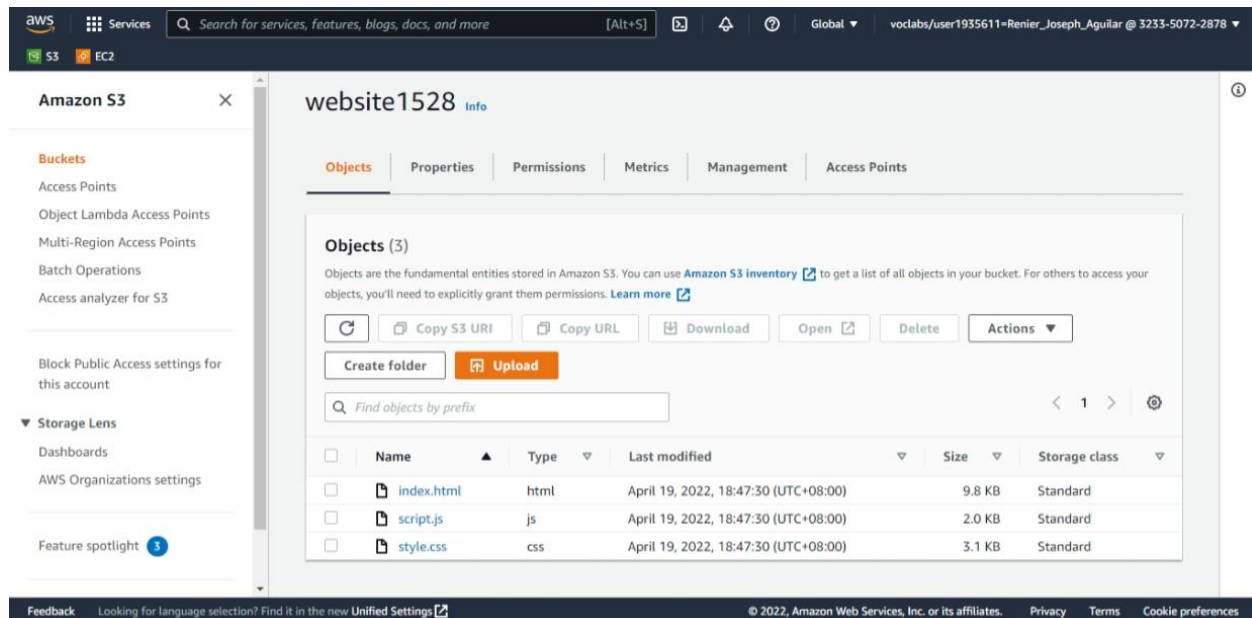 aws Services Search for services, features, blogs, docs, and more [Alt+S] Global ▼ voclabs/user1935611=Renier_Joseph_Aguilar @ 3233-5072-2878 ▼
S3 EC2
Amazon S3
Buckets
Access Points
Object Lambda Access Points
Multi-Region Access Points
Batch Operations
Access analyzer for S3
Block Public Access settings for
this account
▼ Storage Lens
Dashboards
AWS Organizations settings
Feature spotlight 3
website1528 Info
Objects Properties Permissions Metrics Management Access Points
Objects (3)
Objects are the fundamental entities stored in Amazon S3. You can use Amazon S3 inventory to get a list of all objects in your bucket. For others to access your
objects, you'll need to explicitly grant them permissions. Learn more
Copy S3 URI Copy URL Download Open Delete Actions ▼
Create folder Upload
Find objects by prefix < 1 >
Name ▲ Type Last modified Size Storage class
index.html html April 19, 2022, 18:47:30 (UTC+08:00) 9.8 KB Standard
script.js js April 19, 2022, 18:47:30 (UTC+08:00) 2.0 KB Standard
style.css css April 19, 2022, 18:47:30 (UTC+08:00) 3.1 KB Standard
Feedback Looking for language selection? Find it in the new Unified Settings © 2022, Amazon Web Services, Inc. or its affiliates. Privacy Terms Cookie preferences